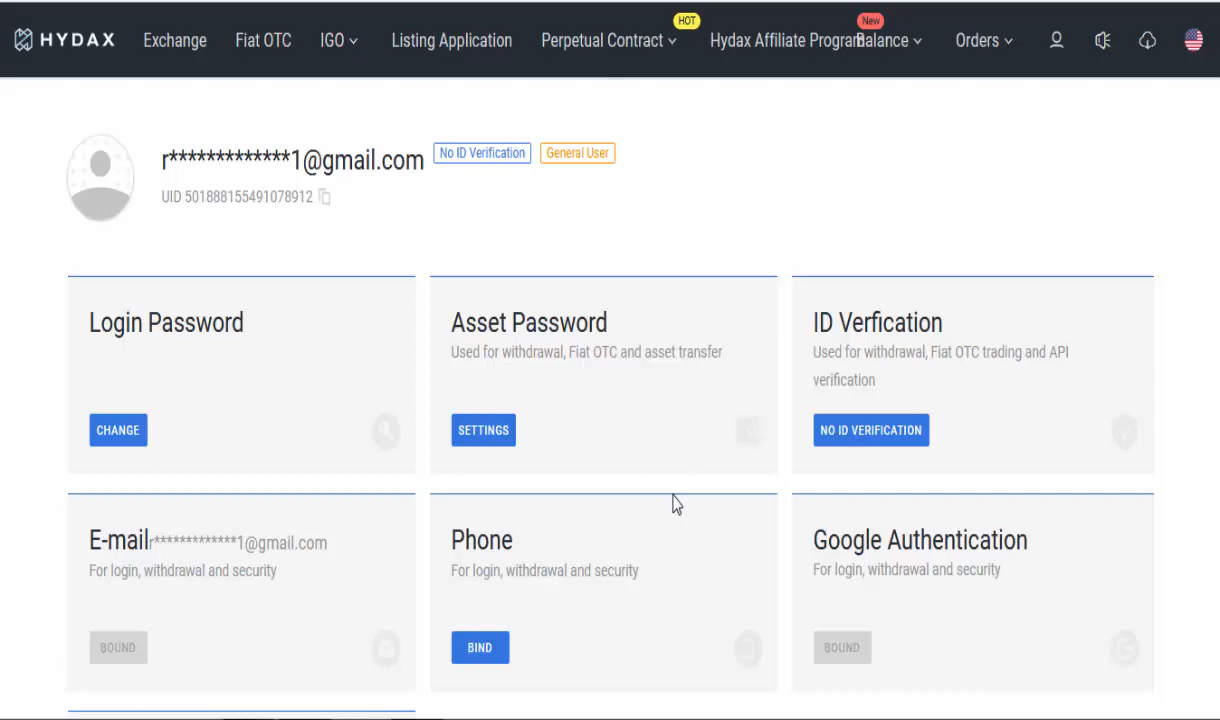 HOT
New
HYDAX Exchange Fiat OTC IGO Listing Application Perpetual Contract Hydax Affiliate Program Balance Orders
r*************1@gmail.com No ID Verification General User
UID 501888155491078912
Login Password
CHANGE
Asset Password
Used for withdrawal, Fiat OTC and asset transfer
SETTINGS
ID Verfication
Used for withdrawal, Fiat OTC trading and API
verification
NO ID VERIFICATION
E-mail r*************1@gmail.com
For login, withdrawal and security
BOUND
Phone
For login, withdrawal and security
BIND
Google Authentication
For login, withdrawal and security
BOUND